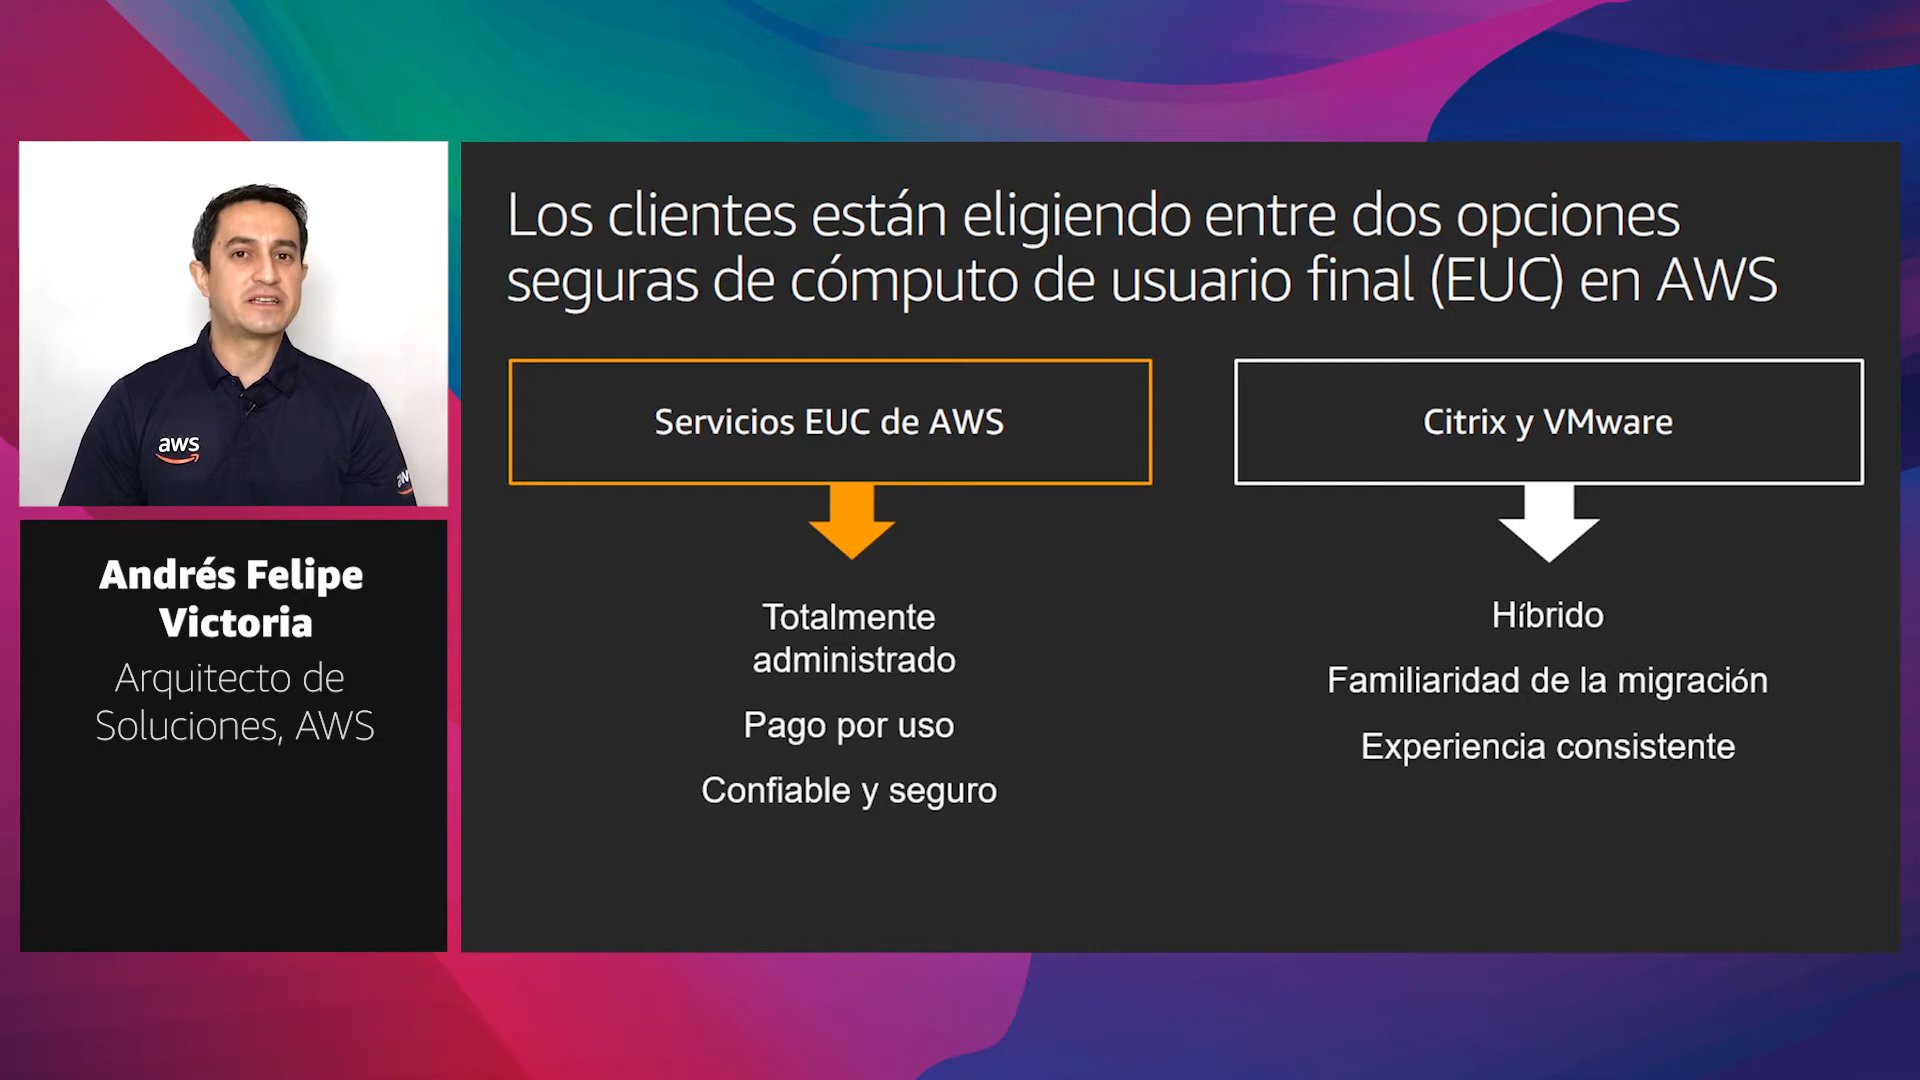 aws
Andrés Felipe
Victoria
Arquitecto de
Soluciones, AWS
Los clientes están eligiendo entre dos opciones
seguras de cómputo de usuario final (EUC) en AWS
Servicios EUC de AWS
Totalmente
administrado
Pago por uso
Confiable y seguro
Citrix y VMware
Híbrido
Familiaridad de la migración
Experiencia consistente